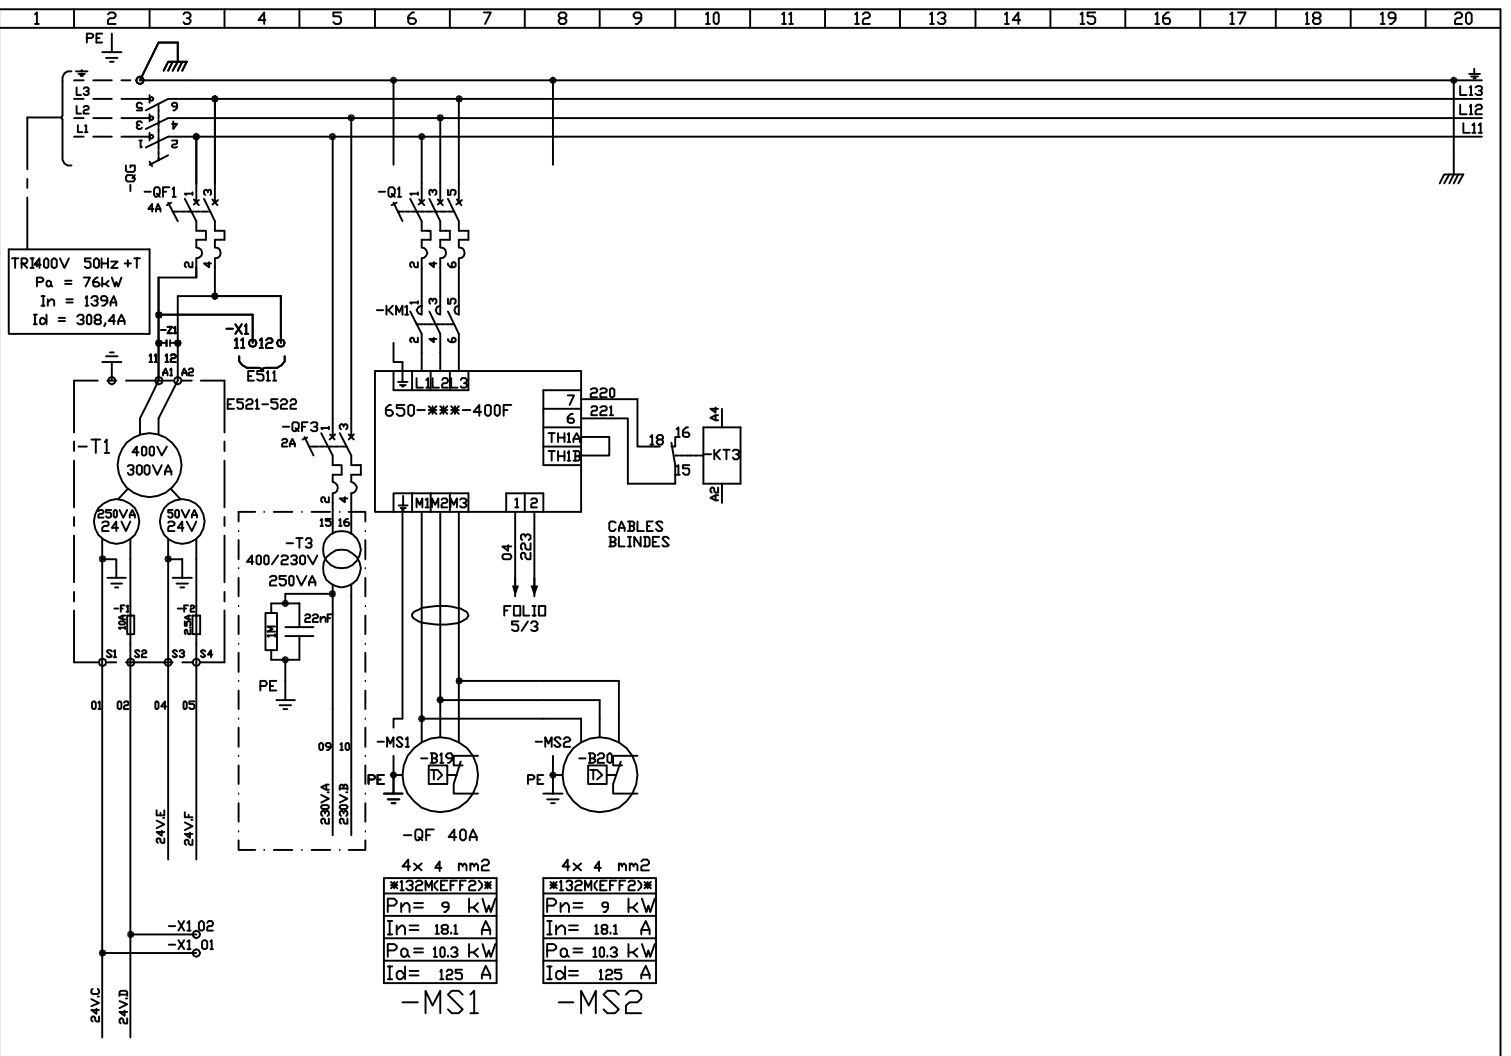 1 2 3 4 5 6 7 8 9 10 11 12 13 14 15 16 17 18 19 20
PE
L3
L2
L1
5 6
3 4
1 2
L13
L12
L11
-QG
-QF1
4A
1 3
2 4
-Q1
1 3 5
2 4 6
TRI400V 50Hz +T
Pa = 76kW
In = 139A
Id = 308,4A
-KM1
1 3 5
2 4 6
-Z1
11 12
-X1
11 12
E511
A1 A2
E521-522
-T1
400V
300VA
250VA
24V
50VA
24V
-F1
10A
-F2
2.5A
S1 S2 S3 S4
01 02 04 05
24V.E
24V.F
-X1.02
-X1.01
24V.C
24V.D
-QF3
2A
1 3
2 4
15 16
-T3
400/230V
250VA
22nF
1M
PE
09 10
230V.A
230V.B
L1 L2 L3
650-***-400F
7
6
TH1A
TH1B
220
221
18 16
15
A4
-KT3
A2
M1 M2 M3
1 2
CABLES
BLINDES
04
223
FOLIO
5/3
-MS1
-B19
T>
PE
-MS2
-B20
T>
PE
-QF 40A
4x 4 mm2
*132M(EFF2)*
Pn= 9 kW
In= 18.1 A
Pa= 10.3 kW
Id= 125 A
-MS1
4x 4 mm2
*132M(EFF2)*
Pn= 9 kW
In= 18.1 A
Pa= 10.3 kW
Id= 125 A
-MS2